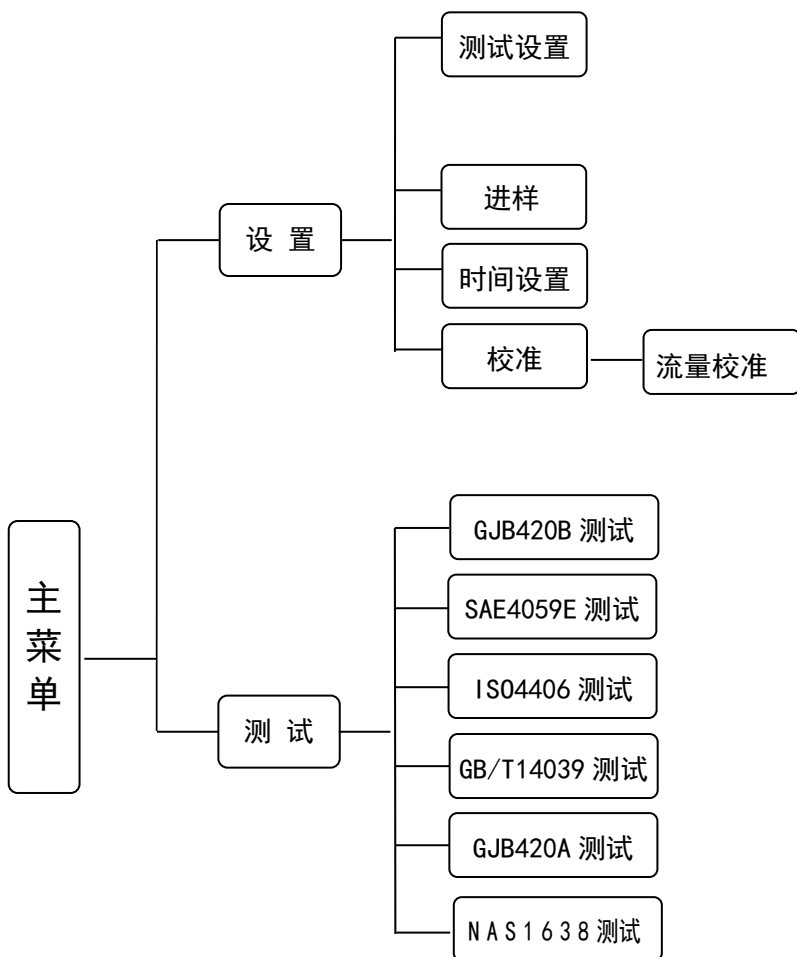 测试设置
进样
设 置
时间设置
校准
流量校准
GJB420B 测试
SAE4059E 测试
主菜单
ISO4406 测试
测 试
GB/T14039 测试
GJB420A 测试
NAS1638 测试